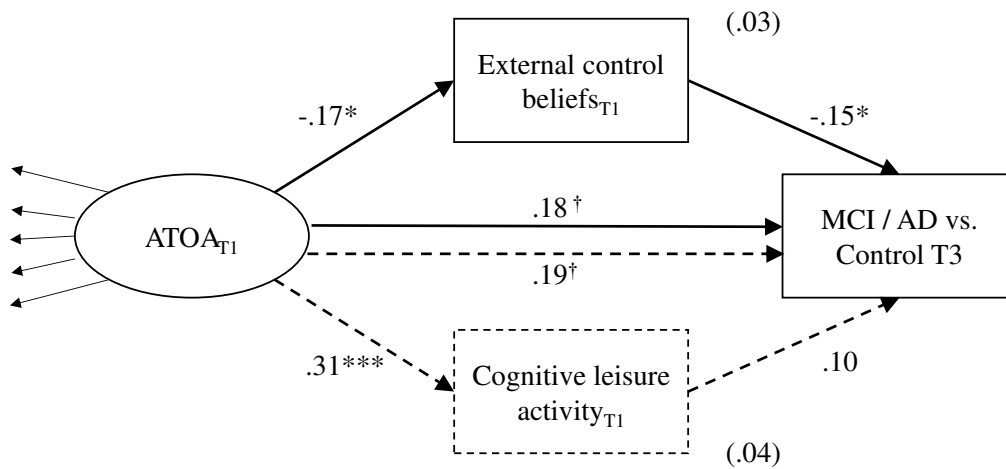 (.03)
External control
beliefsT1
-.17*
-.15*
.18 †
ATOAT1
MCI / AD vs.
Control T3
.19†
.31***
Cognitive leisure
activityT1
.10
(.04)